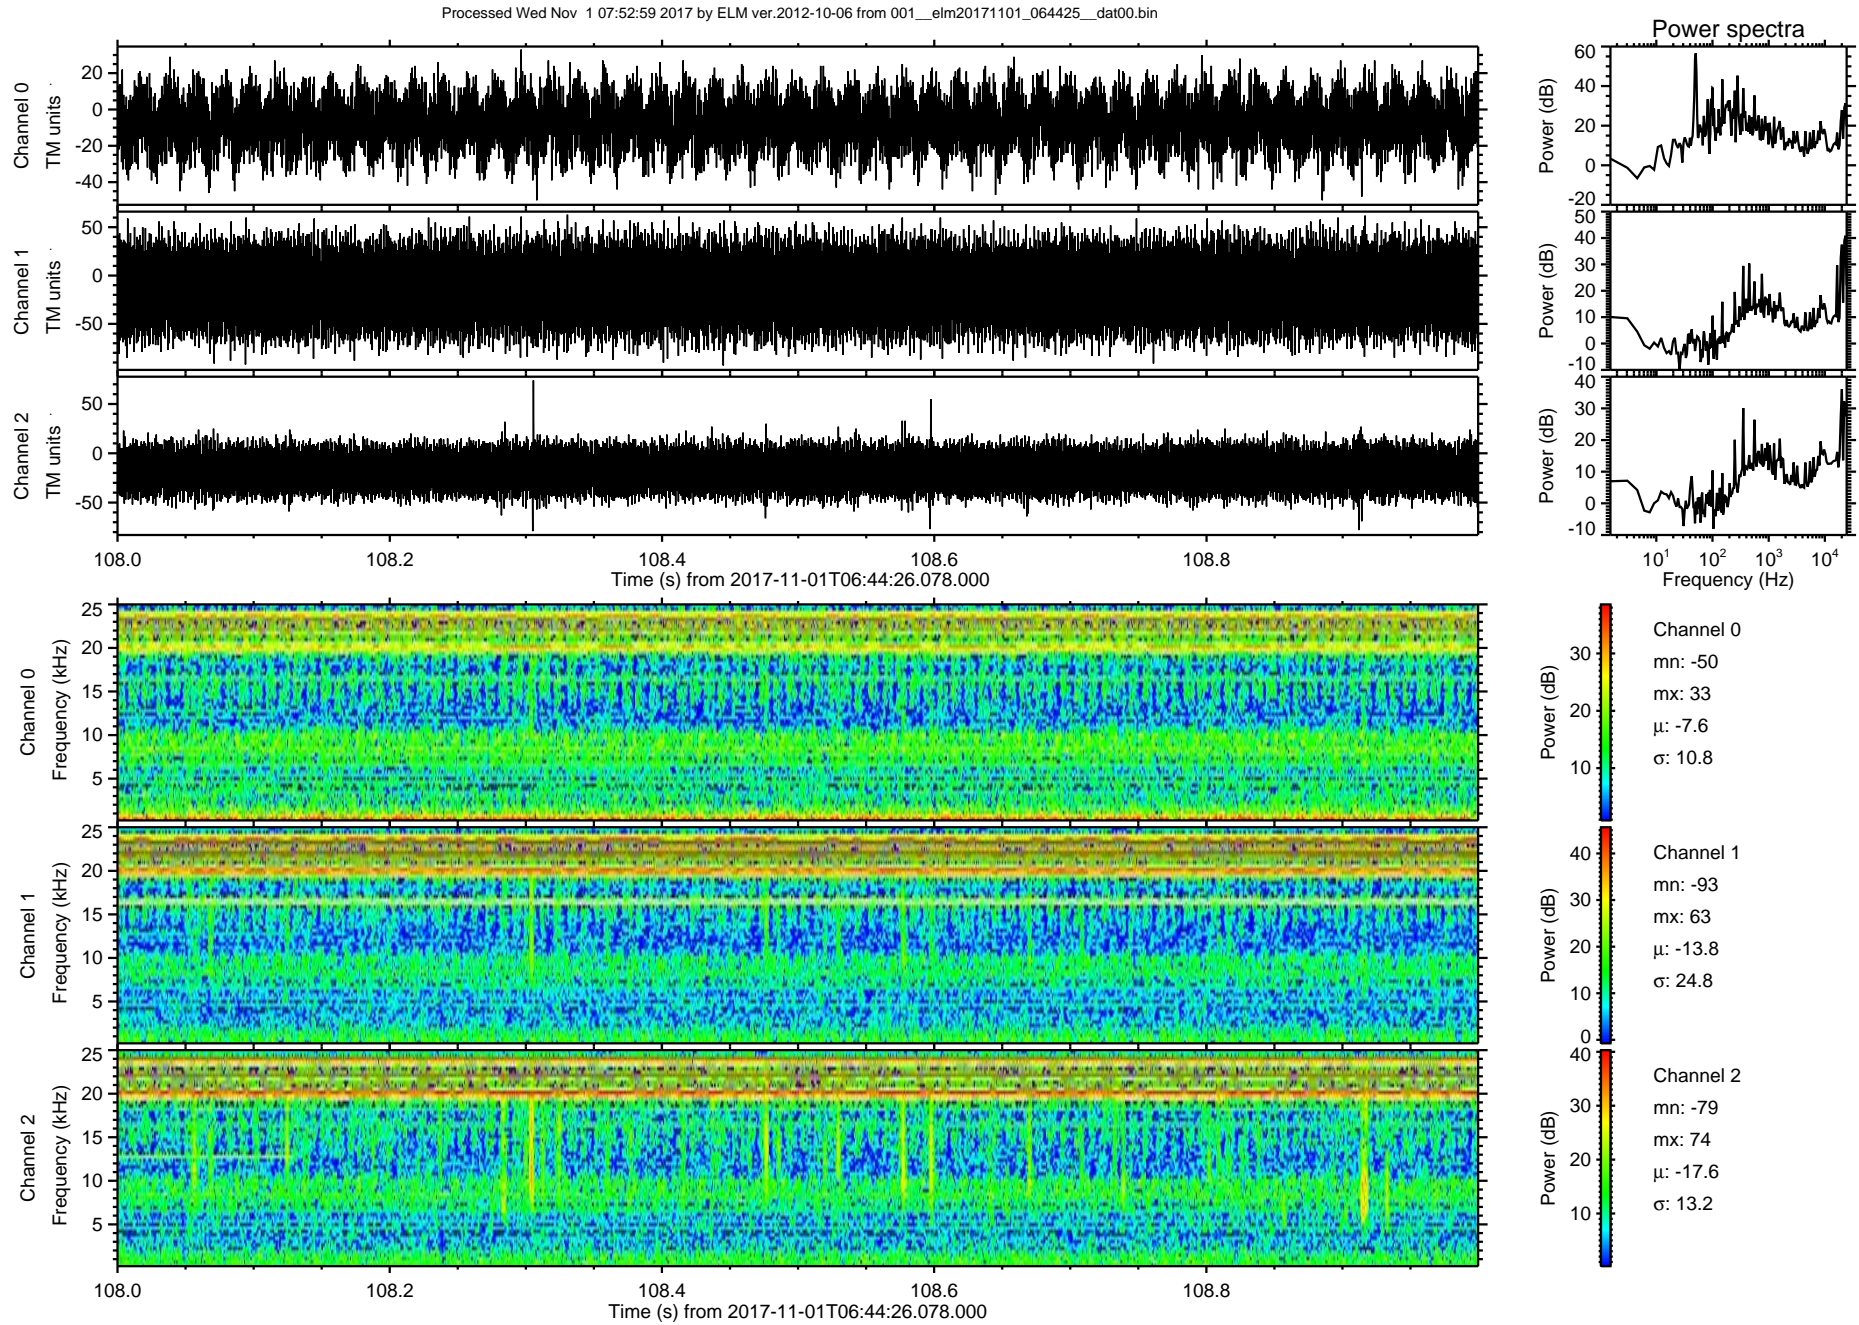 Processed Wed Nov  1 07:52:59 2017 by ELM ver.2012-10-06 from 001__elm20171101_064425__dat00.bin
Power spectra
Channel 0
TM units
20
0
-20
-40
Power (dB)
60
40
20
0
-20
Channel 1
TM units
50
0
-50
Power (dB)
50
40
30
20
10
0
-10
Channel 2
TM units
50
0
-50
Power (dB)
40
30
20
10
0
-10
108.0 108.2 108.4 108.6 108.8
Time (s) from 2017-11-01T06:44:26.078.000
10^1 10^2 10^3 10^4
Frequency (Hz)
Channel 0
Frequency (kHz)
25
20
15
10
5
Power (dB)
30
20
10
Channel 0
mn: -50
mx: 33
μ: -7.6
σ: 10.8
Channel 1
Frequency (kHz)
25
20
15
10
5
Power (dB)
40
30
20
10
0
Channel 1
mn: -93
mx: 63
μ: -13.8
σ: 24.8
Channel 2
Frequency (kHz)
25
20
15
10
5
Power (dB)
40
30
20
10
Channel 2
mn: -79
mx: 74
μ: -17.6
σ: 13.2
108.0 108.2 108.4 108.6 108.8
Time (s) from 2017-11-01T06:44:26.078.000